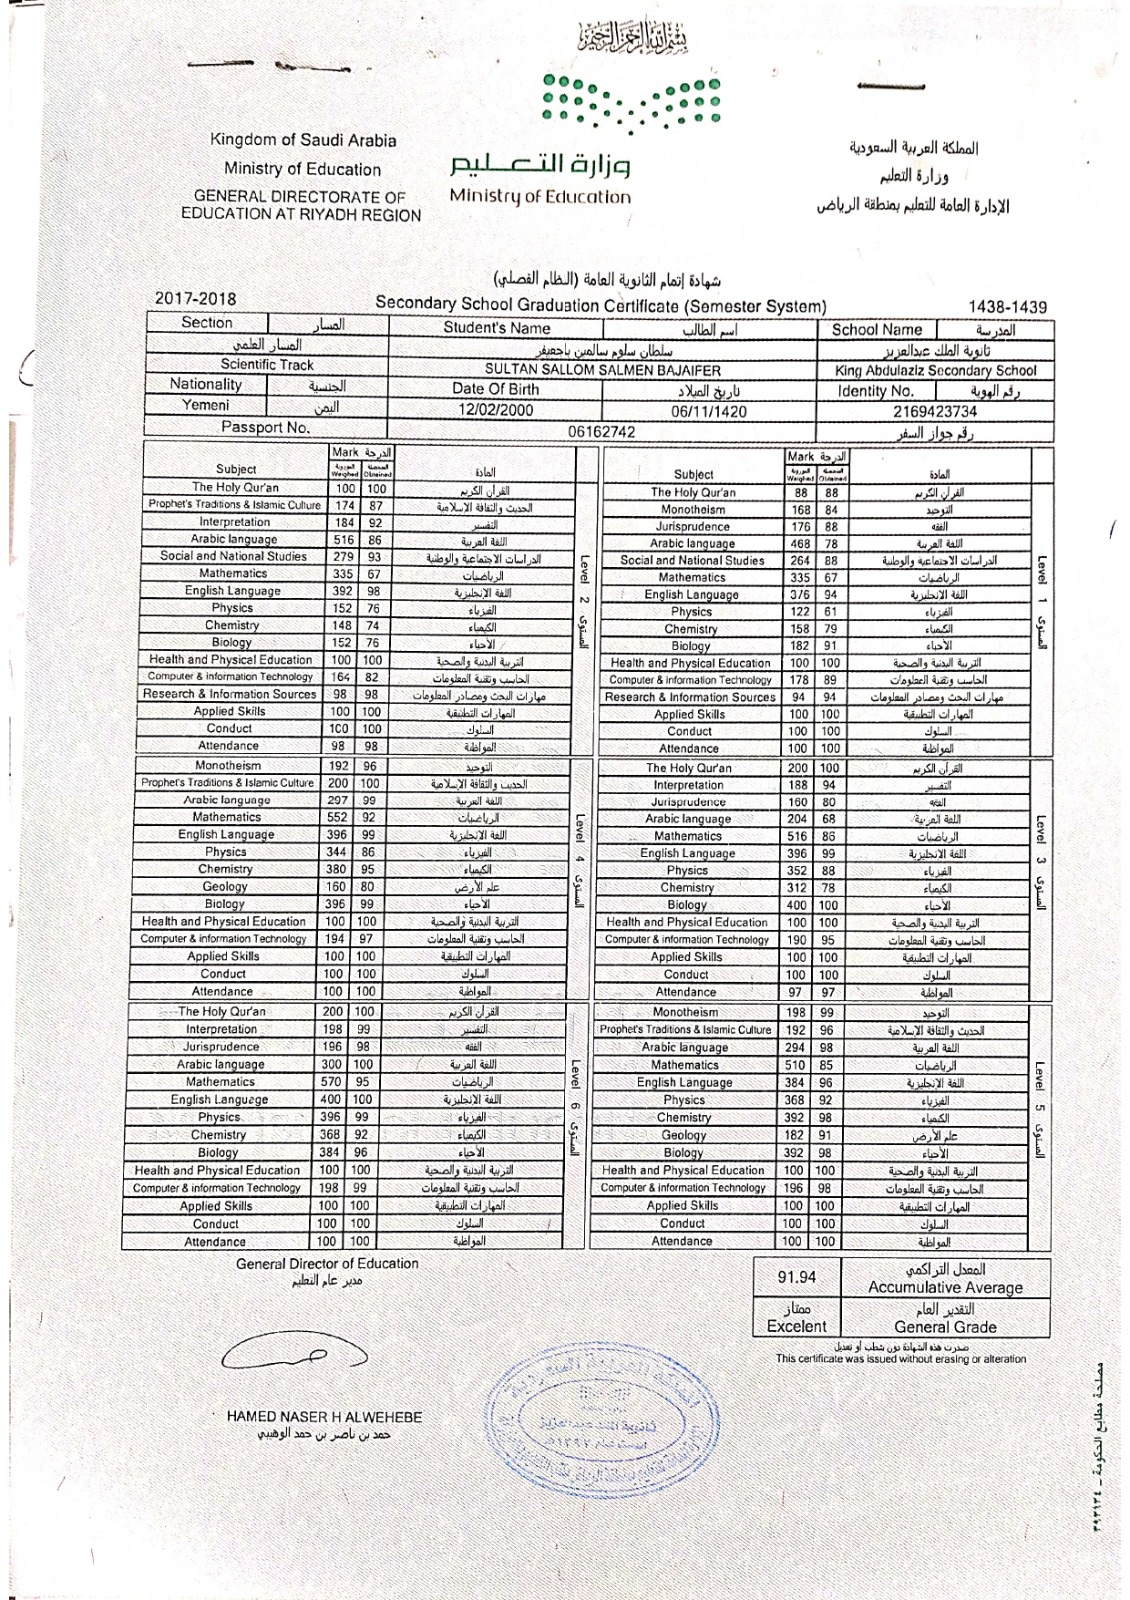 بسم الله الرحمن الرحيم
Kingdom of Saudi Arabia
Ministry of Education
GENERAL DIRECTORATE OF
EDUCATION AT RIYADH REGION
وزارة التعليم
Ministry of Education
المملكة العربية السعودية
وزارة التعليم
الإدارة العامة للتعليم بمنطقة الرياض
شهادة إتمام الثانوية العامة (النظام الفصلي)
2017-2018 Secondary School Graduation Certificate (Semester System) 1438-1439
Section المسار Student's Name اسم الطالب School Name المدرسة
المسار العلمي سلطان سلوم سالمين باجعيفر ثانوية الملك عبدالعزيز
Scientific Track SULTAN SALLOM SALMEN BAJAIFER King Abdulaziz Secondary School
Nationality الجنسية Date Of Birth تاريخ الميلاد Identity No. رقم الهوية
Yemeni اليمن 12/02/2000 06/11/1420 2169423734
Passport No. 06162742 رقم جواز السفر
Subject Mark الدرجة المادة
الموزونة Weighed المحصلة Obtained
The Holy Qur'an 100 100 القرآن الكريم
Prophet's Traditions & Islamic Culture 174 87 الحديث والثقافة الإسلامية
Interpretation 184 92 التفسير
Arabic language 516 86 اللغة العربية
Social and National Studies 279 93 الدراسات الاجتماعية والوطنية
Mathematics 335 67 الرياضيات
English Language 392 98 اللغة الإنجليزية
Physics 152 76 الفيزياء
Chemistry 148 74 الكيمياء
Biology 152 76 الأحياء
Health and Physical Education 100 100 التربية البدنية والصحية
Computer & information Technology 164 82 الحاسب وتقنية المعلومات
Research & Information Sources 98 98 مهارات البحث ومصادر المعلومات
Applied Skills 100 100 المهارات التطبيقية
Conduct 100 100 السلوك
Attendance 98 98 المواظبة
Level 2 المستوى
Subject Mark الدرجة المادة
الموزونة Weighed المحصلة Obtained
The Holy Qur'an 88 88 القرآن الكريم
Monotheism 168 84 التوحيد
Jurisprudence 176 88 الفقه
Arabic language 468 78 اللغة العربية
Social and National Studies 264 88 الدراسات الاجتماعية والوطنية
Mathematics 335 67 الرياضيات
English Language 376 94 اللغة الإنجليزية
Physics 122 61 الفيزياء
Chemistry 158 79 الكيمياء
Biology 182 91 الأحياء
Health and Physical Education 100 100 التربية البدنية والصحية
Computer & information Technology 178 89 الحاسب وتقنية المعلومات
Research & Information Sources 94 94 مهارات البحث ومصادر المعلومات
Applied Skills 100 100 المهارات التطبيقية
Conduct 100 100 السلوك
Attendance 100 100 المواظبة
Level 1 المستوى
Monotheism 192 96 التوحيد
Prophet's Traditions & Islamic Culture 200 100 الحديث والثقافة الإسلامية
Arabic language 297 99 اللغة العربية
Mathematics 552 92 الرياضيات
English Language 396 99 اللغة الإنجليزية
Physics 344 86 الفيزياء
Chemistry 380 95 الكيمياء
Geology 160 80 علم الأرض
Biology 396 99 الأحياء
Health and Physical Education 100 100 التربية البدنية والصحية
Computer & information Technology 194 97 الحاسب وتقنية المعلومات
Applied Skills 100 100 المهارات التطبيقية
Conduct 100 100 السلوك
Attendance 100 100 المواظبة
Level 4 المستوى
The Holy Qur'an 200 100 القرآن الكريم
Interpretation 188 94 التفسير
Jurisprudence 160 80 الفقه
Arabic language 204 68 اللغة العربية
Mathematics 516 86 الرياضيات
English Language 396 99 اللغة الإنجليزية
Physics 352 88 الفيزياء
Chemistry 312 78 الكيمياء
Biology 400 100 الأحياء
Health and Physical Education 100 100 التربية البدنية والصحية
Computer & information Technology 190 95 الحاسب وتقنية المعلومات
Applied Skills 100 100 المهارات التطبيقية
Conduct 100 100 السلوك
Attendance 97 97 المواظبة
Level 3 المستوى
The Holy Qur'an 200 100 القرآن الكريم
Interpretation 198 99 التفسير
Jurisprudence 196 98 الفقه
Arabic language 300 100 اللغة العربية
Mathematics 570 95 الرياضيات
English Language 400 100 اللغة الإنجليزية
Physics 396 99 الفيزياء
Chemistry 368 92 الكيمياء
Biology 384 96 الأحياء
Health and Physical Education 100 100 التربية البدنية والصحية
Computer & information Technology 198 99 الحاسب وتقنية المعلومات
Applied Skills 100 100 المهارات التطبيقية
Conduct 100 100 السلوك
Attendance 100 100 المواظبة
Level 6 المستوى
Monotheism 198 99 التوحيد
Prophet's Traditions & Islamic Culture 192 96 الحديث والثقافة الإسلامية
Arabic language 294 98 اللغة العربية
Mathematics 510 85 الرياضيات
English Language 384 96 اللغة الإنجليزية
Physics 368 92 الفيزياء
Chemistry 392 98 الكيمياء
Geology 182 91 علم الأرض
Biology 392 98 الأحياء
Health and Physical Education 100 100 التربية البدنية والصحية
Computer & information Technology 196 98 الحاسب وتقنية المعلومات
Applied Skills 100 100 المهارات التطبيقية
Conduct 100 100 السلوك
Attendance 100 100 المواظبة
Level 5 المستوى
General Director of Education
مدير عام التعليم
91.94 المعدل التراكمي
Accumulative Average
ممتاز التقدير العام
Excelent General Grade
صدرت هذه الشهادة دون شطب أو تعديل
This certificate was issued without erasing or alteration
HAMED NASER H ALWEHEBE
حمد بن ناصر بن حمد الوهيبي
المملكة العربية السعودية
ثانوية الملك عبدالعزيز
مصلحة مطابع الحكومة - ٣٩٣١٣٤